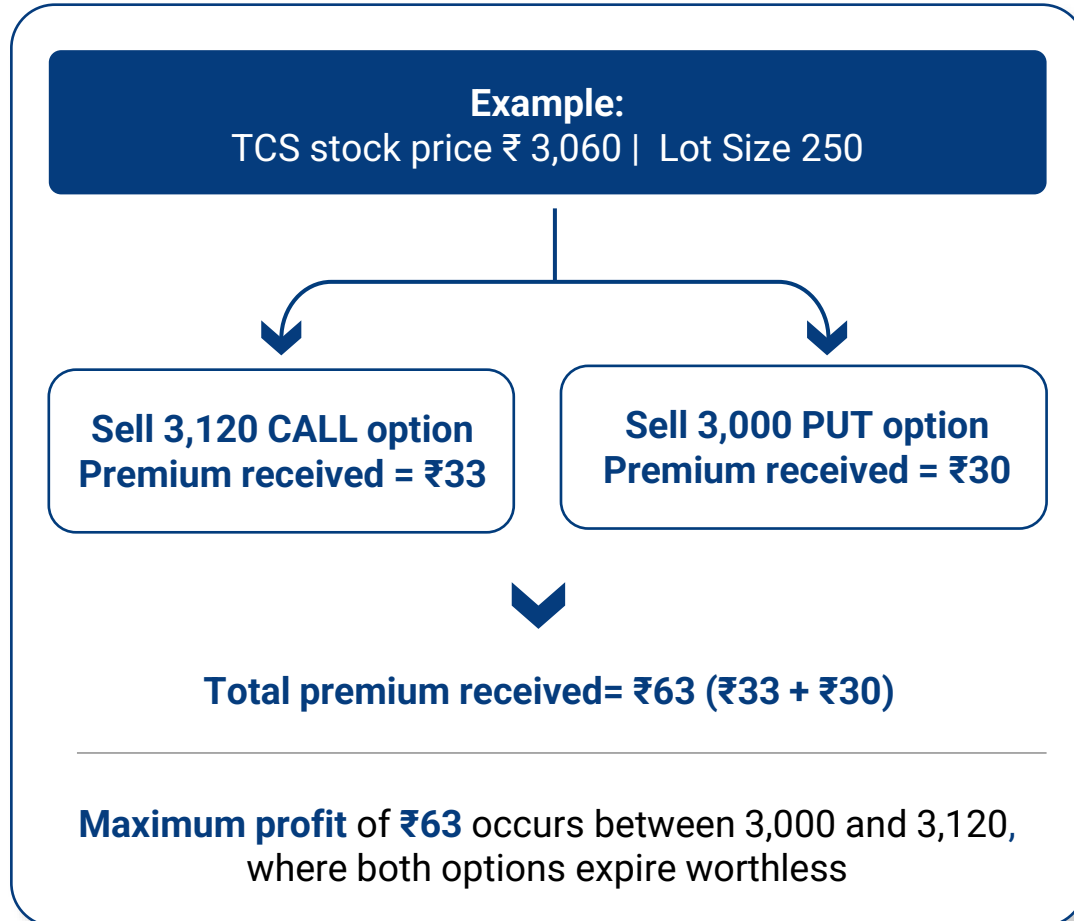 Example:
TCS stock price ₹ 3,060 | Lot Size 250
Sell 3,120 CALL option
Premium received = ₹33
Sell 3,000 PUT option
Premium received = ₹30
Total premium received= ₹63 (₹33 + ₹30)
Maximum profit of ₹63 occurs between 3,000 and 3,120,
where both options expire worthless